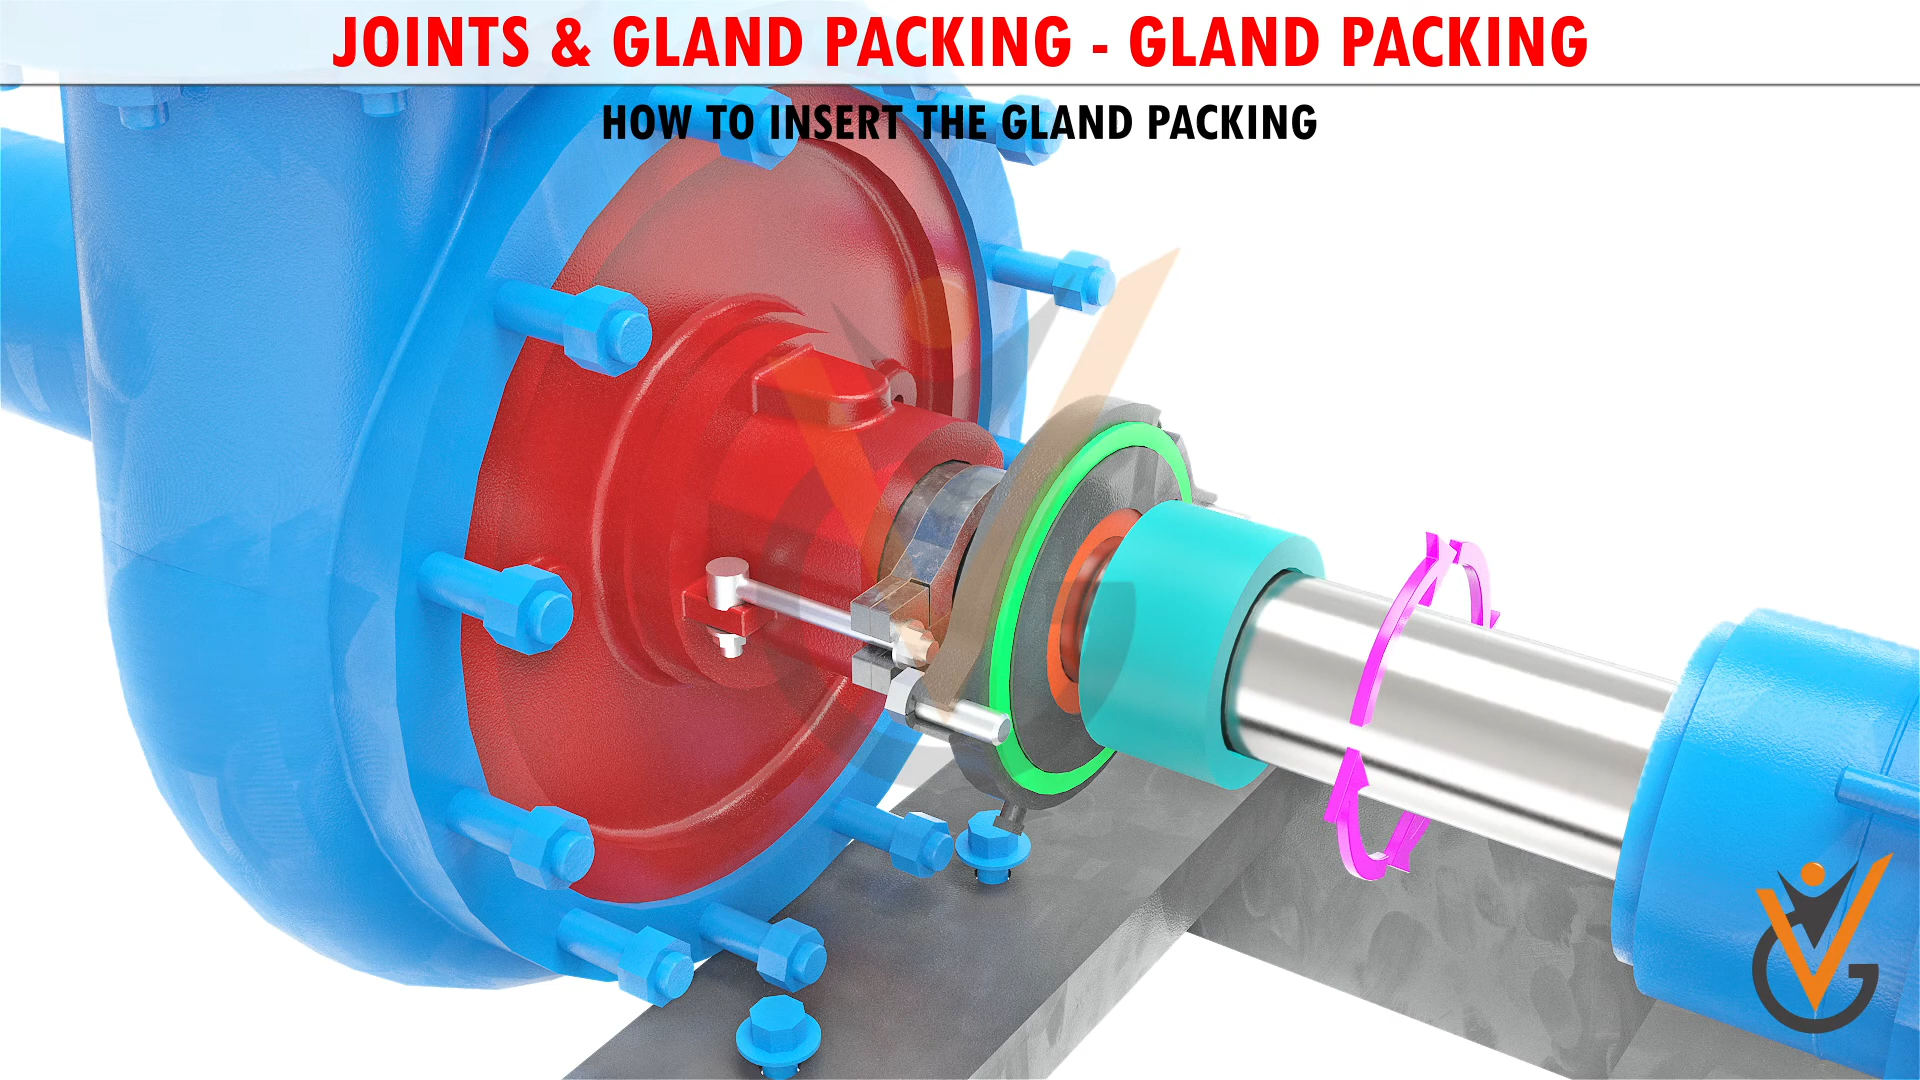 JOINTS & GLAND PACKING - GLAND PACKING
HOW TO INSERT THE GLAND PACKING